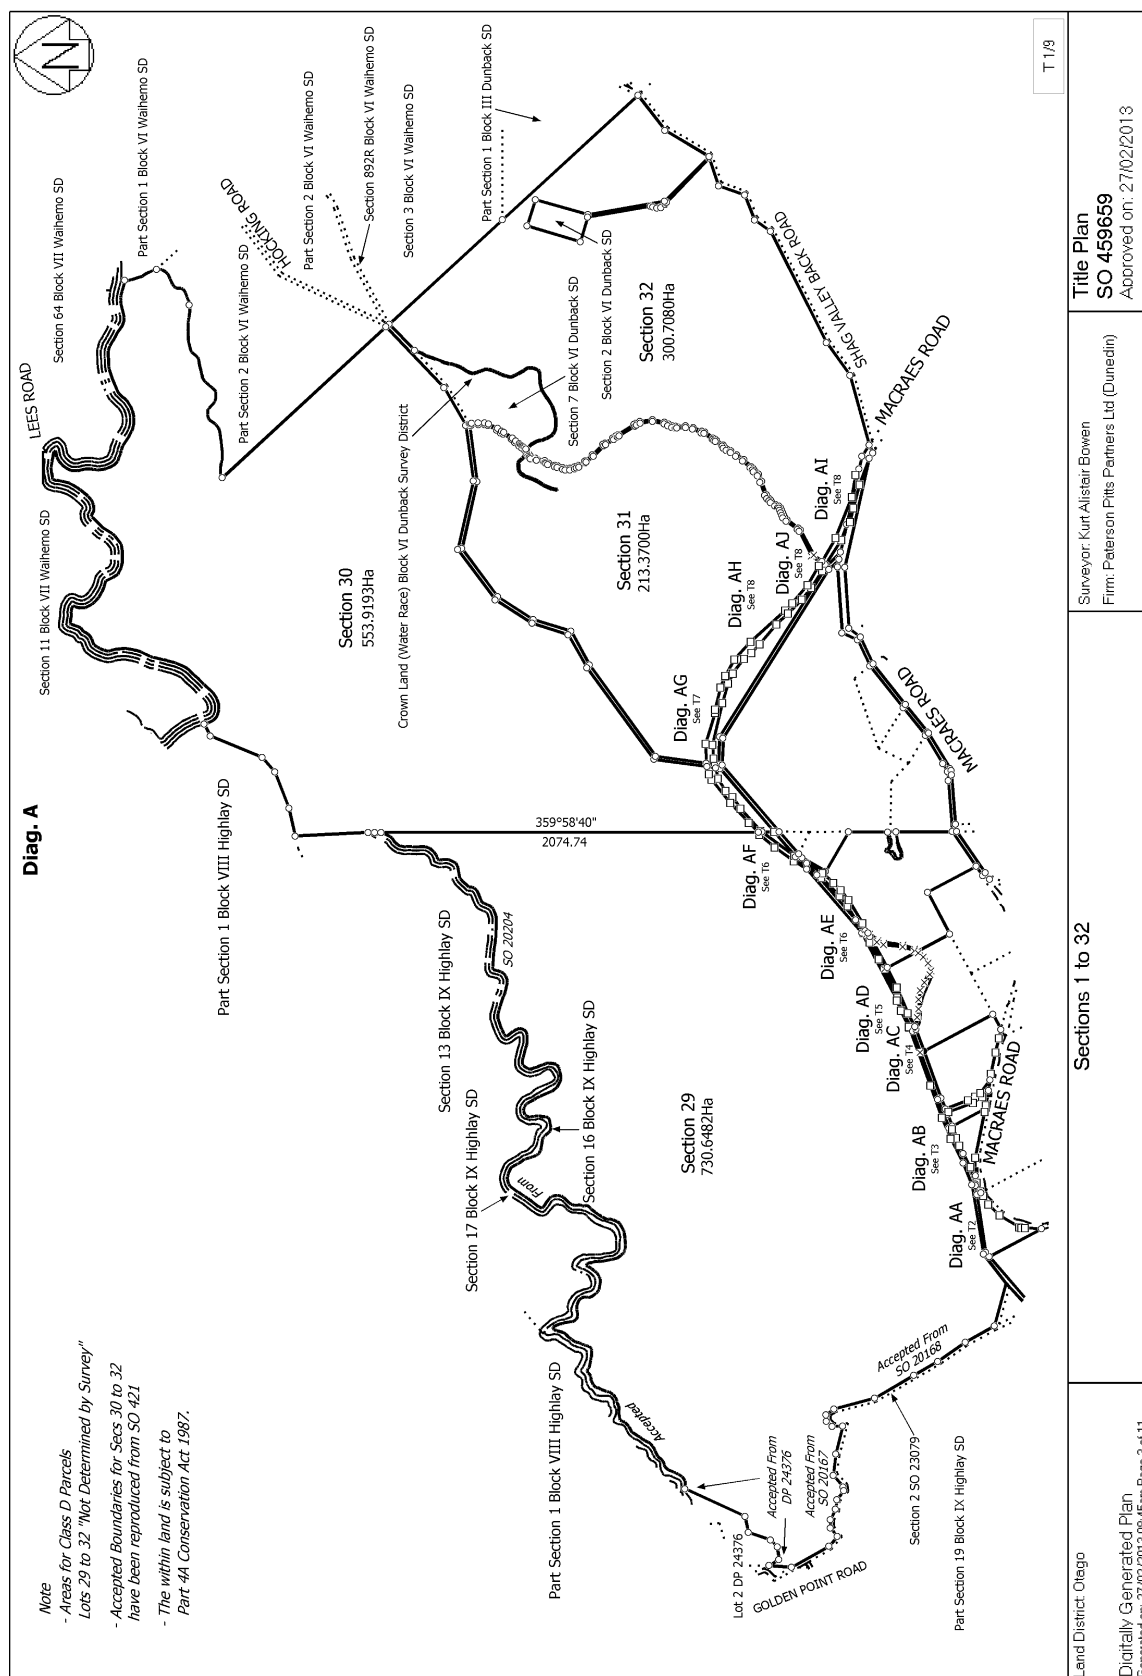 Diag. A
N
Note
- Areas for Class D Parcels
Lots 29 to 32 "Not Determined by Survey"
- Accepted Boundaries for Secs 30 to 32
have been reproduced from SO 421
- The within land is subject to
Part 4A Conservation Act 1987.
LEES ROAD
Section 11 Block VII Waihemo SD
Section 64 Block VII Waihemo SD
Part Section 1 Block VI Waihemo SD
Part Section 2 Block VI Waihemo SD
HOCKING ROAD
Part Section 2 Block VI Waihemo SD
Section 892R Block VI Waihemo SD
Section 3 Block VI Waihemo SD
Part Section 1 Block III Dunback SD
Part Section 1 Block VIII Highlay SD
Section 30
553.9193Ha
Crown Land (Water Race) Block VI Dunback Survey District
Section 7 Block VI Dunback SD
Section 2 Block VI Dunback SD
Section 32
300.7080Ha
Section 31
213.3700Ha
SHAG VALLEY BACK ROAD
MACRAES ROAD
359°58'40"
2074.74
Section 13 Block IX Highlay SD
SO 20204
Section 17 Block IX Highlay SD
From
Section 16 Block IX Highlay SD
Part Section 1 Block VIII Highlay SD
Accepted
Section 29
730.6482Ha
Diag. AI
See T8
Diag. AJ
See T8
Diag. AH
See T8
Diag. AG
See T7
Diag. AF
See T6
Diag. AE
See T6
Diag. AD
See T5
Diag. AC
See T4
Diag. AB
See T3
Diag. AA
See T2
MACRAES ROAD
MACRAES ROAD
Accepted From
DP 24376
Accepted From
SO 20167
Accepted From
SO 20168
Lot 2 DP 24376
GOLDEN POINT ROAD
Section 2 SO 23079
Part Section 19 Block IX Highlay SD
T 1/9
Land District: Otago
Digitally Generated Plan
Generated on: 27/02/2013 09:45am Page 3 of 11
Sections 1 to 32
Surveyor: Kurt Alistair Bowen
Firm: Paterson Pitts Partners Ltd (Dunedin)
Title Plan
SO 459659
Approved on: 27/02/2013